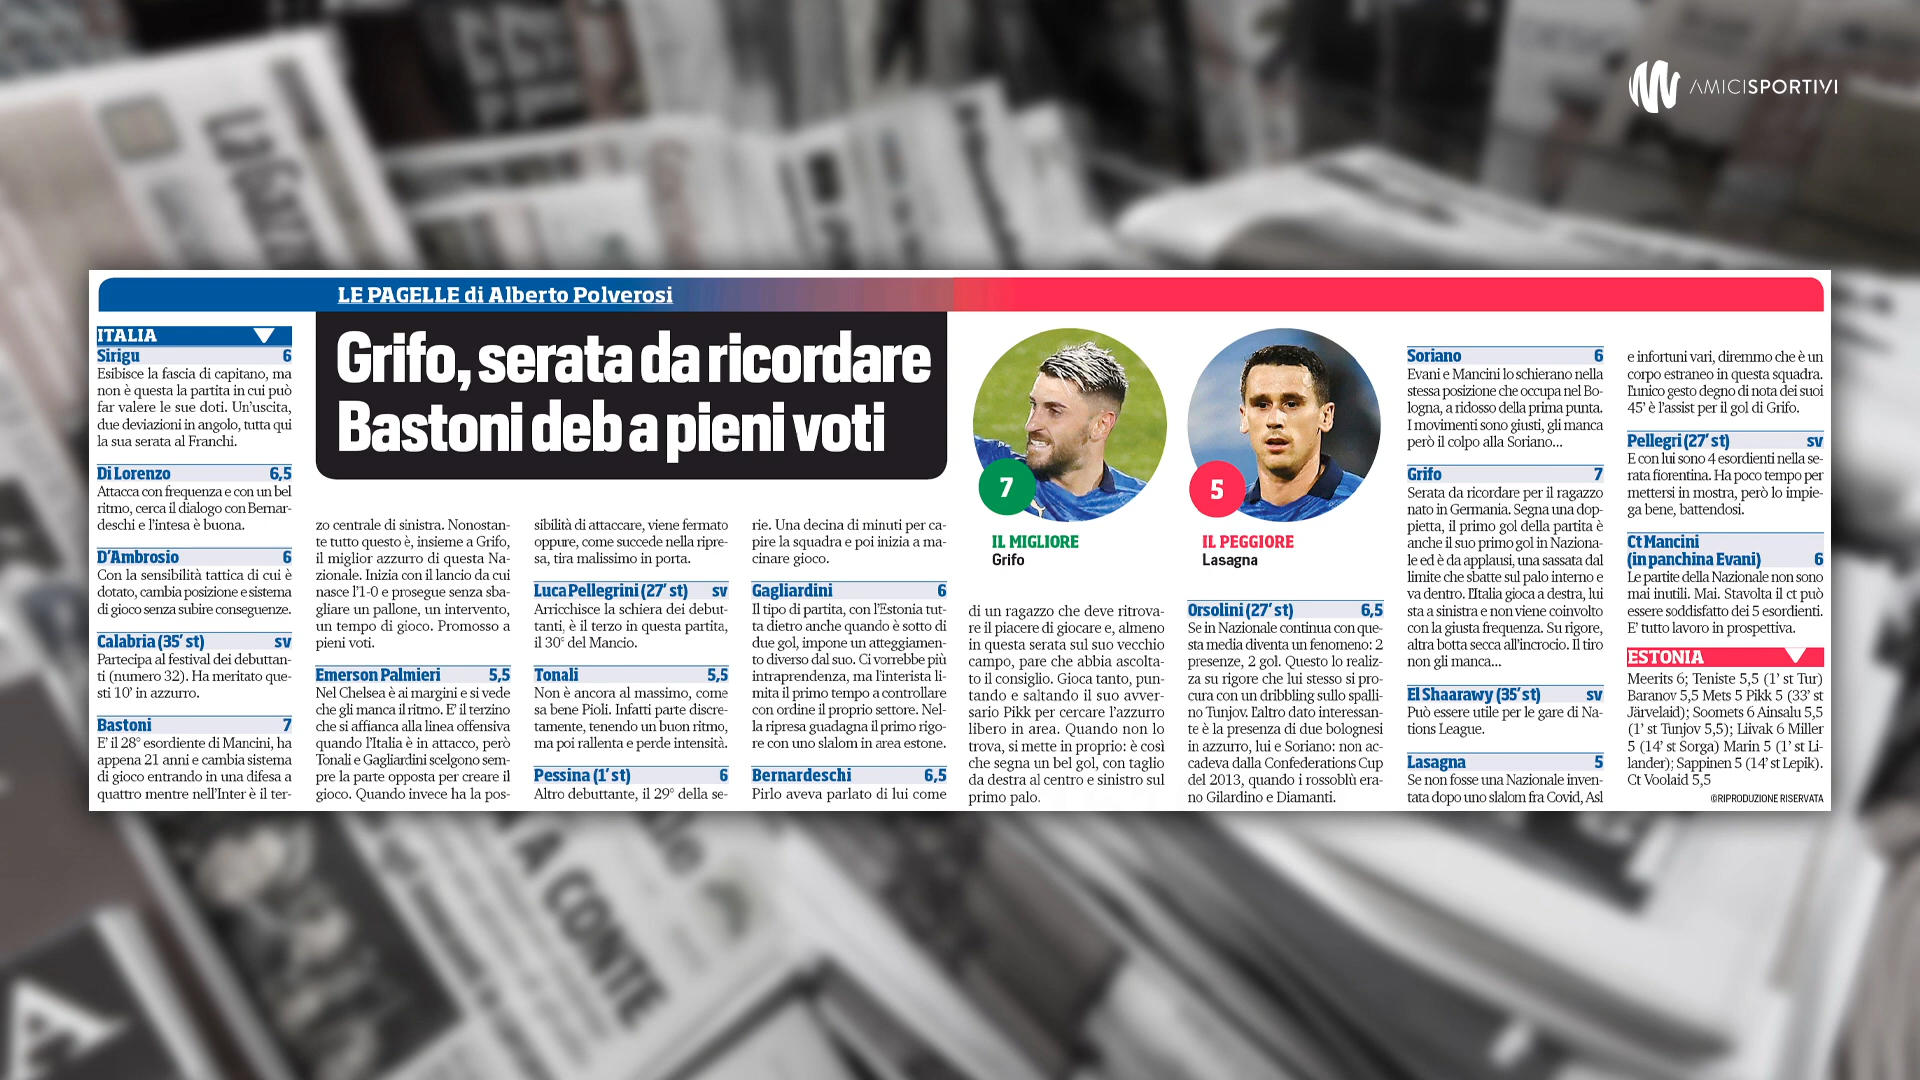 AMICISPORTIVI
LE PAGELLE di Alberto Polverosi
Grifo, serata da ricordare
Bastoni deb a pieni voti
ITALIA
Sirigu 6
Esibisce la fascia di capitano, ma
non è questa la partita in cui può
far valere le sue doti. Un'uscita,
due deviazioni in angolo, tutta qui
la sua serata al Franchi.
Di Lorenzo 6,5
Attacca con frequenza e con un bel
ritmo, cerca il dialogo con Bernar-
deschi e l'intesa è buona.
D'Ambrosio 6
Con la sensibilità tattica di cui è
dotato, cambia posizione e sistema
di gioco senza subire conseguenze.
Calabria (35' st) sv
Partecipa al festival dei debuttan-
ti (numero 32). Ha meritato que-
sti 10' in azzurro.
Bastoni 7
E' il 28° esordiente di Mancini, ha
appena 21 anni e cambia sistema
di gioco entrando in una difesa a
quattro mentre nell'Inter è il ter-
zo centrale di sinistra. Nonostan-
te tutto questo è, insieme a Grifo,
il miglior azzurro di questa Na-
zionale. Inizia con il lancio da cui
nasce l'1-0 e prosegue senza sba-
gliare un pallone, un intervento,
un tempo di gioco. Promosso a
pieni voti.
Emerson Palmieri 5,5
Nel Chelsea è ai margini e si vede
che gli manca il ritmo. E' il terzino
che si affianca alla linea offensiva
quando l'Italia è in attacco, però
Tonali e Gagliardini scelgono sem-
pre la parte opposta per creare il
gioco. Quando invece ha la pos-
sibilità di attaccare, viene fermato
oppure, come succede nella ripre-
sa, tira malissimo in porta.
Luca Pellegrini (27' st) sv
Arricchisce la schiera dei debut-
tanti, è il terzo in questa partita,
il 30° del Mancio.
Tonali 5,5
Non è ancora al massimo, come
sa bene Pioli. Infatti parte discre-
tamente, tenendo un buon ritmo,
ma poi rallenta e perde intensità.
Pessina (1' st) 6
Altro debuttante, il 29° della se-
rie. Una decina di minuti per ca-
pire la squadra e poi inizia a ma-
cinare gioco.
Gagliardini 6
Il tipo di partita, con l'Estonia tut-
ta dietro anche quando è sotto di
due gol, impone un atteggiamen-
to diverso dal suo. Ci vorrebbe più
intraprendenza, ma l'interista li-
mita il primo tempo a controllare
con ordine il proprio settore. Nel-
la ripresa guadagna il primo rigo-
re con uno slalom in area estone.
Bernardeschi 6,5
Pirlo aveva parlato di lui come
di un ragazzo che deve ritrova-
re il piacere di giocare e, almeno
in questa serata sul suo vecchio
campo, pare che abbia ascolta-
to il consiglio. Gioca tanto, pun-
tando e saltando il suo avver-
sario Pikk per cercare l'azzurro
libero in area. Quando non lo
trova, si mette in proprio: è così
che segna un bel gol, con taglio
da destra al centro e sinistro sul
primo palo.
7
IL MIGLIORE
Grifo
5
IL PEGGIORE
Lasagna
Orsolini (27' st) 6,5
Se in Nazionale continua con que-
sta media diventa un fenomeno: 2
presenze, 2 gol. Questo lo realiz-
za su rigore che lui stesso si pro-
cura con un dribbling sullo spalli-
no Tunjov. L'altro dato interessan-
te è la presenza di due bolognesi
in azzurro, lui e Soriano: non ac-
cadeva dalla Confederations Cup
del 2013, quando i rossoblù era-
no Gilardino e Diamanti.
Soriano 6
Evani e Mancini lo schierano nella
stessa posizione che occupa nel Bo-
logna, a ridosso della prima punta.
I movimenti sono giusti, gli manca
però il colpo alla Soriano...
Grifo 7
Serata da ricordare per il ragazzo
nato in Germania. Segna una dop-
pietta, il primo gol della partita è
anche il suo primo gol in Naziona-
le ed è da applausi, una sassata dal
limite che sbatte sul palo interno e
va dentro. L'Italia gioca a destra, lui
sta a sinistra e non viene coinvolto
con la giusta frequenza. Su rigore,
altra botta secca all'incrocio. Il tiro
non gli manca...
El Shaarawy (35' st) sv
Può essere utile per le gare di Na-
tions League.
Lasagna 5
Se non fosse una Nazionale inven-
tata dopo uno slalom fra Covid, Asl
e infortuni vari, diremmo che è un
corpo estraneo in questa squadra.
L'unico gesto degno di nota dei suoi
45' è l'assist per il gol di Grifo.
Pellegri (27' st) sv
E con lui sono 4 esordienti nella se-
rata fiorentina. Ha poco tempo per
mettersi in mostra, però lo impie-
ga bene, battendosi.
Ct Mancini
(in panchina Evani) 6
Le partite della Nazionale non sono
mai inutili. Mai. Stavolta il ct può
essere soddisfatto dei 5 esordienti.
E' tutto lavoro in prospettiva.
ESTONIA
Meerits 6; Teniste 5,5 (1' st Tur)
Baranov 5,5 Mets 5 Pikk 5 (33' st
Järvelaid); Soomets 6 Ainsalu 5,5
(1' st Tunjov 5,5); Liivak 6 Miller
5 (14' st Sorga) Marin 5 (1' st Li-
lander); Sappinen 5 (14' st Lepik).
Ct Voolaid 5,5
©RIPRODUZIONE RISERVATA
A CONTE